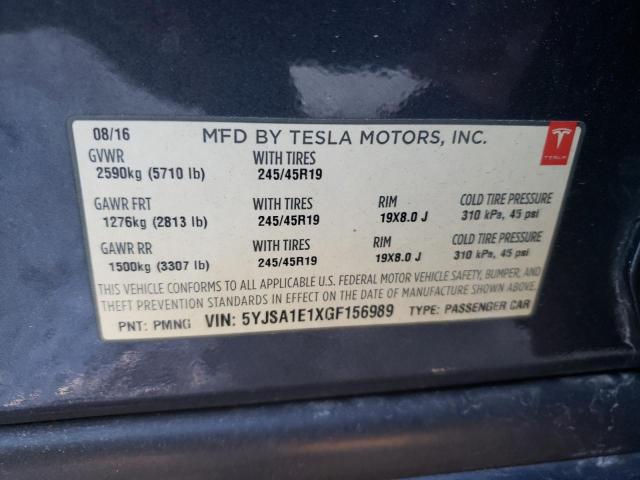 08/16 MFD BY TESLA MOTORS, INC.
TESLA
GVWR WITH TIRES
2590kg (5710 lb) 245/45R19
GAWR FRT WITH TIRES RIM COLD TIRE PRESSURE
1276kg (2813 lb) 245/45R19 19X8.0 J 310 kPa, 45 psi
GAWR RR WITH TIRES RIM COLD TIRE PRESSURE
1500kg (3307 lb) 245/45R19 19X8.0 J 310 kPa, 45 psi
THIS VEHICLE CONFORMS TO ALL APPLICABLE U.S. FEDERAL MOTOR VEHICLE SAFETY, BUMPER, AND
THEFT PREVENTION STANDARDS IN EFFECT ON THE DATE OF MANUFACTURE SHOWN ABOVE.
PNT: PMNG VIN: 5YJSA1E1XGF156989 TYPE: PASSENGER CAR